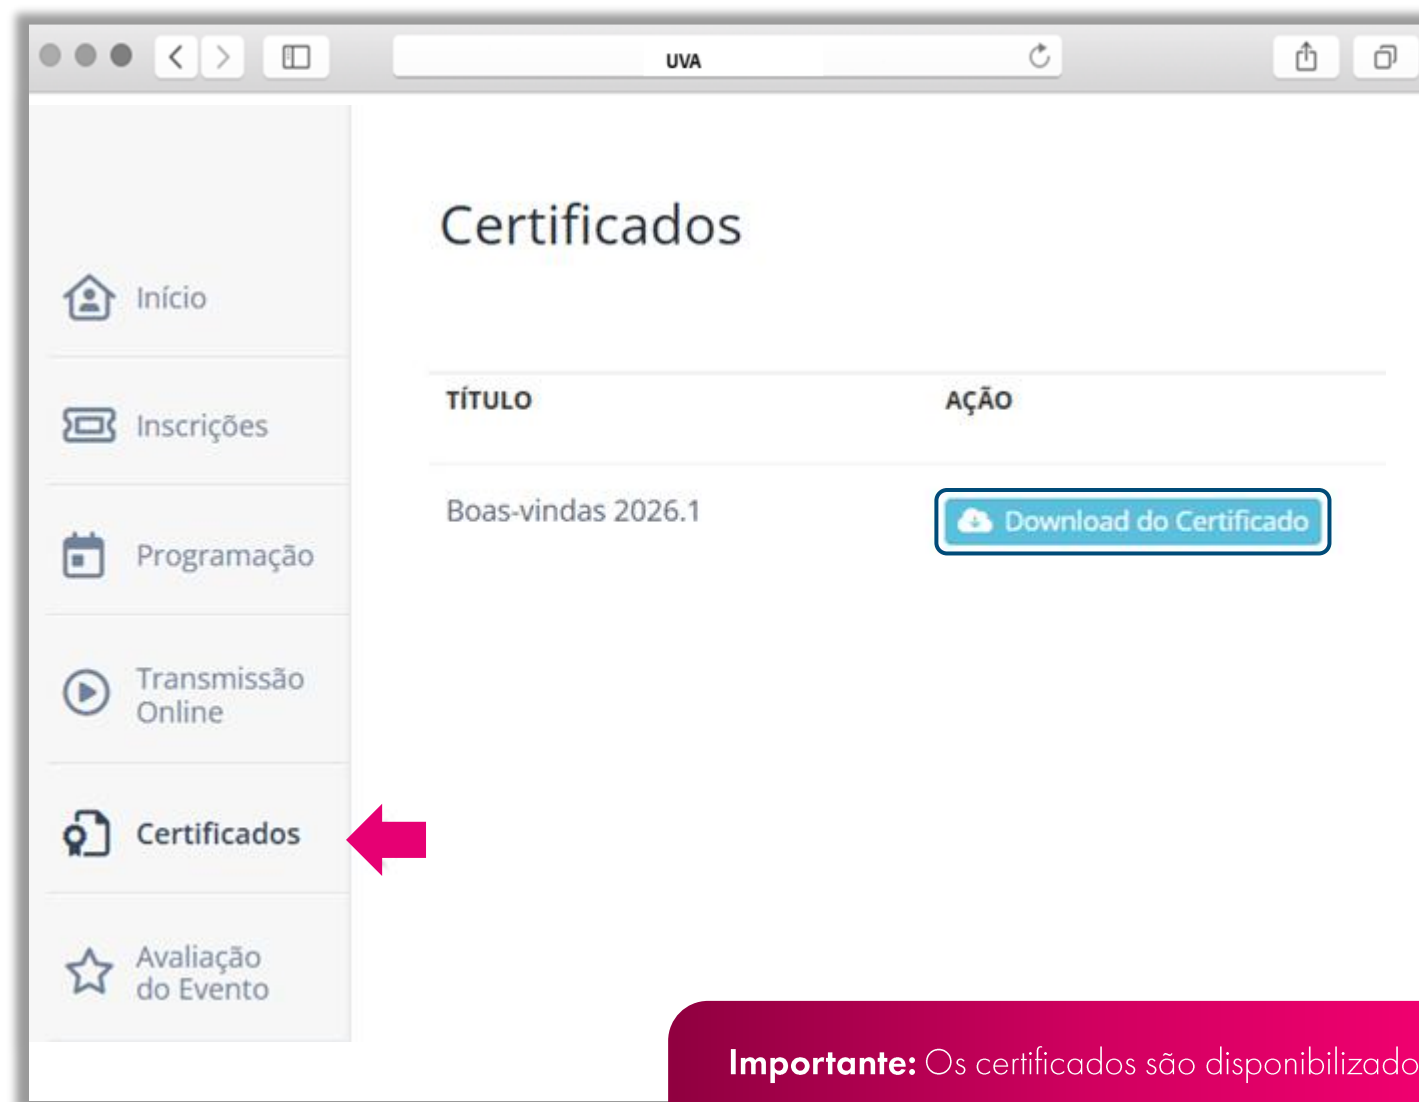 UVA
Certificados
Início
Inscrições
Programação
Transmissão
Online
Certificados
Avaliação
do Evento
TÍTULO
AÇÃO
Boas-vindas 2026.1
Download do Certificado
Importante: Os certificados são disponibilizado